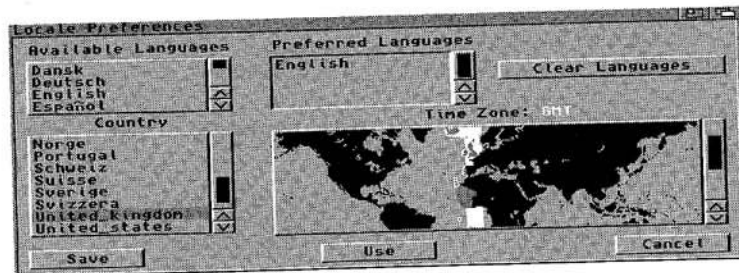 Locale Preferences
Available Languages
Dansk
Deutsch
English
Español
Preferred Languages
English
Clear Languages
Country
Norge
Portugal
Schweiz
Suisse
Sverige
Svizzera
United_kingdom
United_states
Time Zone: GMT
Save
Use
Cancel